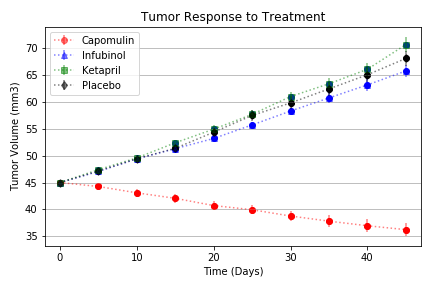 Tumor Response to Treatment
Capomulin
Infubinol
Ketapril
Placebo
Tumor Volume (mm3)
70
65
60
55
50
45
40
35
0
10
20
30
40
Time (Days)